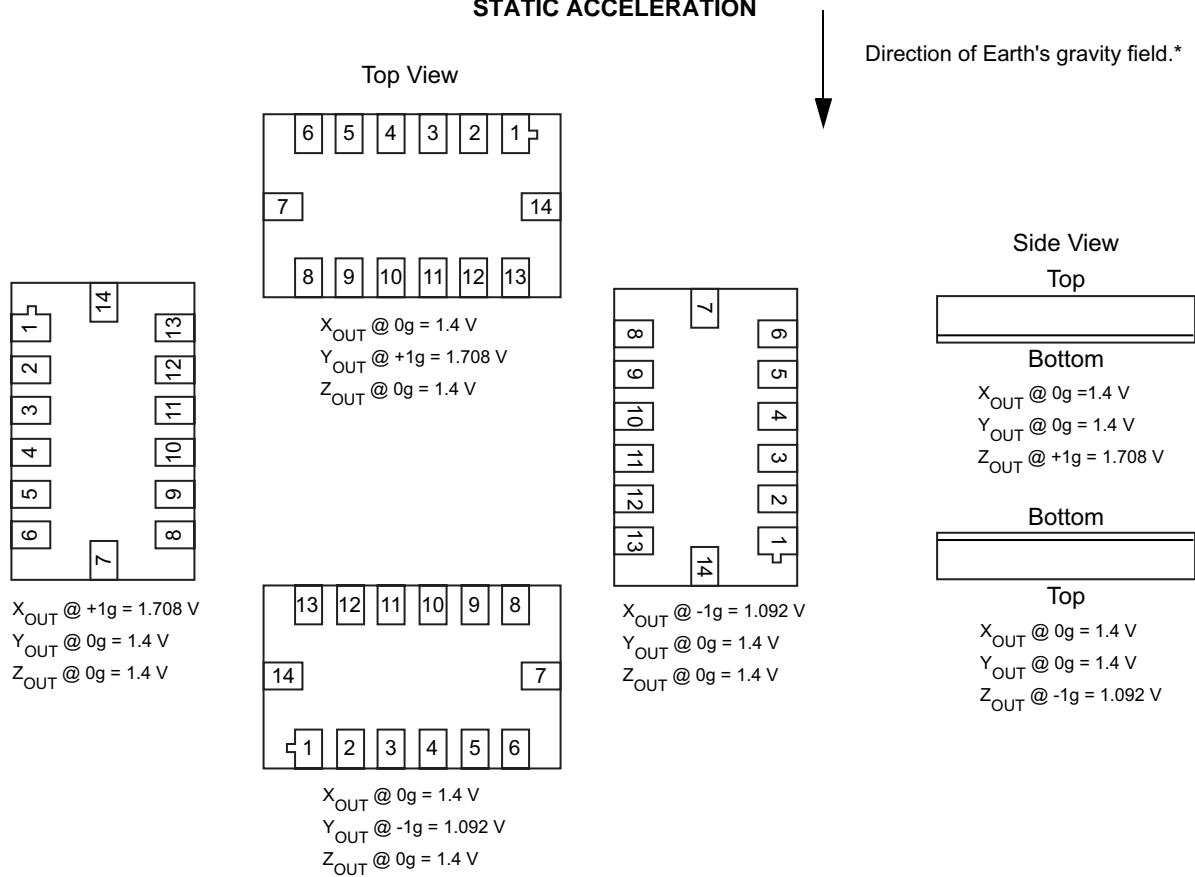 STATIC ACCELERATION
Direction of Earth's gravity field.*
Top View
6 5 4 3 2 1
7 14
8 9 10 11 12 13
X_OUT @ 0g = 1.4 V
Y_OUT @ +1g = 1.708 V
Z_OUT @ 0g = 1.4 V
14
1 13
2 12
3 11
4 10
5 9
6 8
7
X_OUT @ +1g = 1.708 V
Y_OUT @ 0g = 1.4 V
Z_OUT @ 0g = 1.4 V
13 12 11 10 9 8
14 7
1 2 3 4 5 6
X_OUT @ 0g = 1.4 V
Y_OUT @ -1g = 1.092 V
Z_OUT @ 0g = 1.4 V
7
8 6
9 5
10 4
11 3
12 2
13 1
14
X_OUT @ -1g = 1.092 V
Y_OUT @ 0g = 1.4 V
Z_OUT @ 0g = 1.4 V
Side View
Top
Bottom
X_OUT @ 0g =1.4 V
Y_OUT @ 0g = 1.4 V
Z_OUT @ +1g = 1.708 V
Bottom
Top
X_OUT @ 0g = 1.4 V
Y_OUT @ 0g = 1.4 V
Z_OUT @ -1g = 1.092 V